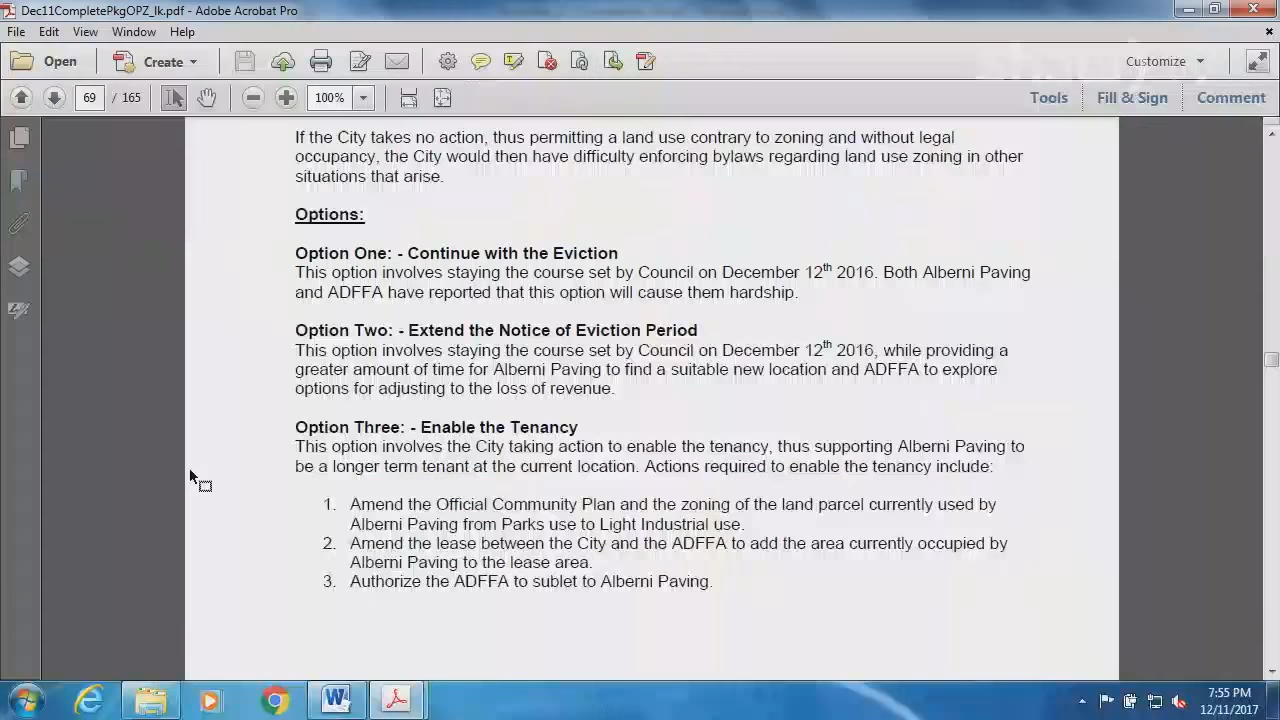 Dec11CompletePkgOPZ_lk.pdf - Adobe Acrobat Pro
File Edit View Window Help
Open Create Customize
69 / 165 100% Tools Fill & Sign Comment
If the City takes no action, thus permitting a land use contrary to zoning and without legal
occupancy, the City would then have difficulty enforcing bylaws regarding land use zoning in other
situations that arise.
Options:
Option One: - Continue with the Eviction
This option involves staying the course set by Council on December 12th 2016. Both Alberni Paving
and ADFFA have reported that this option will cause them hardship.
Option Two: - Extend the Notice of Eviction Period
This option involves staying the course set by Council on December 12th 2016, while providing a
greater amount of time for Alberni Paving to find a suitable new location and ADFFA to explore
options for adjusting to the loss of revenue.
Option Three: - Enable the Tenancy
This option involves the City taking action to enable the tenancy, thus supporting Alberni Paving to
be a longer term tenant at the current location. Actions required to enable the tenancy include:
1. Amend the Official Community Plan and the zoning of the land parcel currently used by
Alberni Paving from Parks use to Light Industrial use.
2. Amend the lease between the City and the ADFFA to add the area currently occupied by
Alberni Paving to the lease area.
3. Authorize the ADFFA to sublet to Alberni Paving.
7:55 PM
12/11/2017